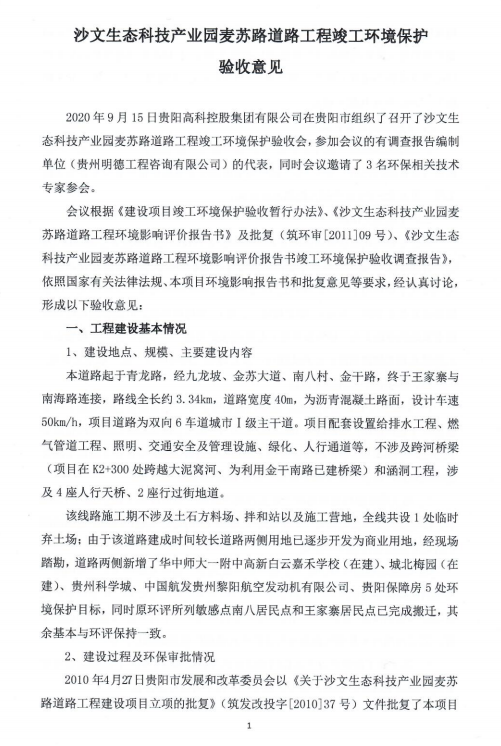 沙文生态科技产业园麦苏路道路工程竣工环境保护
验收意见
2020年9月15日贵阳高科控股集团有限公司在贵阳市组织了召开了沙文生
态科技产业园麦苏路道路工程竣工环境保护验收会，参加会议的有调查报告编制
单位（贵州明德工程咨询有限公司）的代表，同时会议邀请了3名环保相关技术
专家参会。
会议根据《建设项目竣工环境保护验收暂行办法》、《沙文生态科技产业园麦
苏路道路工程环境影响评价报告书》及批复（筑环审[2011]09号）、《沙文生态
科技产业园麦苏路道路工程环境影响评价报告书竣工环境保护验收调查报告》，
依照国家有关法律法规、本项目环境影响报告书和批复意见等要求，经认真讨论，
形成以下验收意见：
一、工程建设基本情况
1、建设地点、规模、主要建设内容
本道路起于青龙路，经九龙坡、金苏大道、南八村、金干路，终于王家寨与
南海路连接，路线全长约3.34km，道路宽度40m，为沥青混凝土路面，设计车速
50km/h，项目道路为双向6车道城市Ⅰ级主干道。项目配套设置给排水工程、燃
气管道工程、照明、交通安全及管理设施、绿化、人行通道等，不涉及跨河桥梁
（项目在K2+300处跨越大泥窝河、为利用金干南路已建桥梁）和涵洞工程，涉
及4座人行天桥、2座行过街地道。
该线路施工期不涉及土石方料场、拌和站以及施工营地，全线共设1处临时
弃土场；由于该道路建成时间较长道路两侧用地已逐步开发为商业用地，经现场
踏勘，道路两侧新增了华中师大一附中高新白云嘉禾学校（在建）、城北梅园（在
建）、贵州科学城、中国航发贵州黎阳航空发动机有限公司、贵阳保障房5处环
境保护目标，同时原环评所列敏感点南八居民点和王家寨居民点已完成搬迁，其
余基本与环评保持一致。
2、建设过程及环保审批情况
2010年4月27日贵阳市发展和改革委员会以《关于沙文生态科技产业园麦苏
路道路工程建设项目立项的批复》（筑发改投字[2010]37号）文件批复了本项目
1